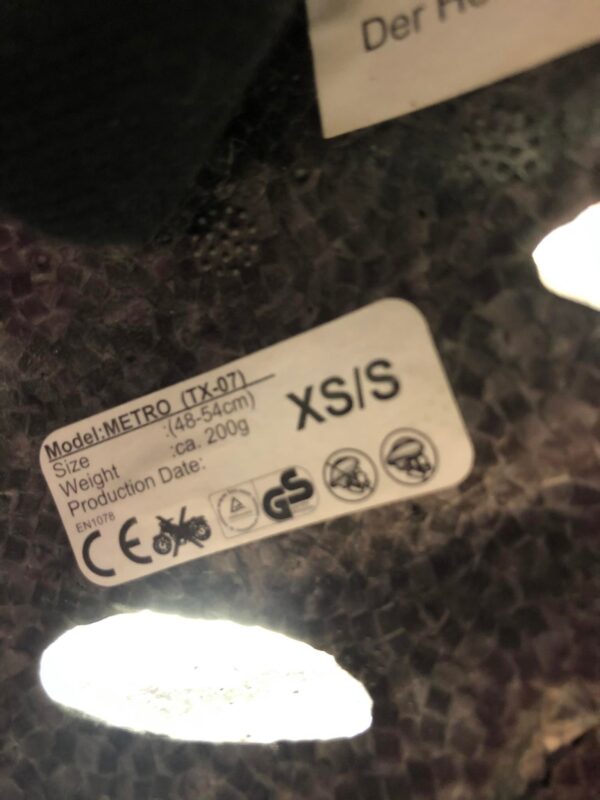 Der
Model:METRO (TX-07)
Size :(48-54cm)
Weight :ca. 200g
Production Date:
XS/S
EN1078
CE
GS